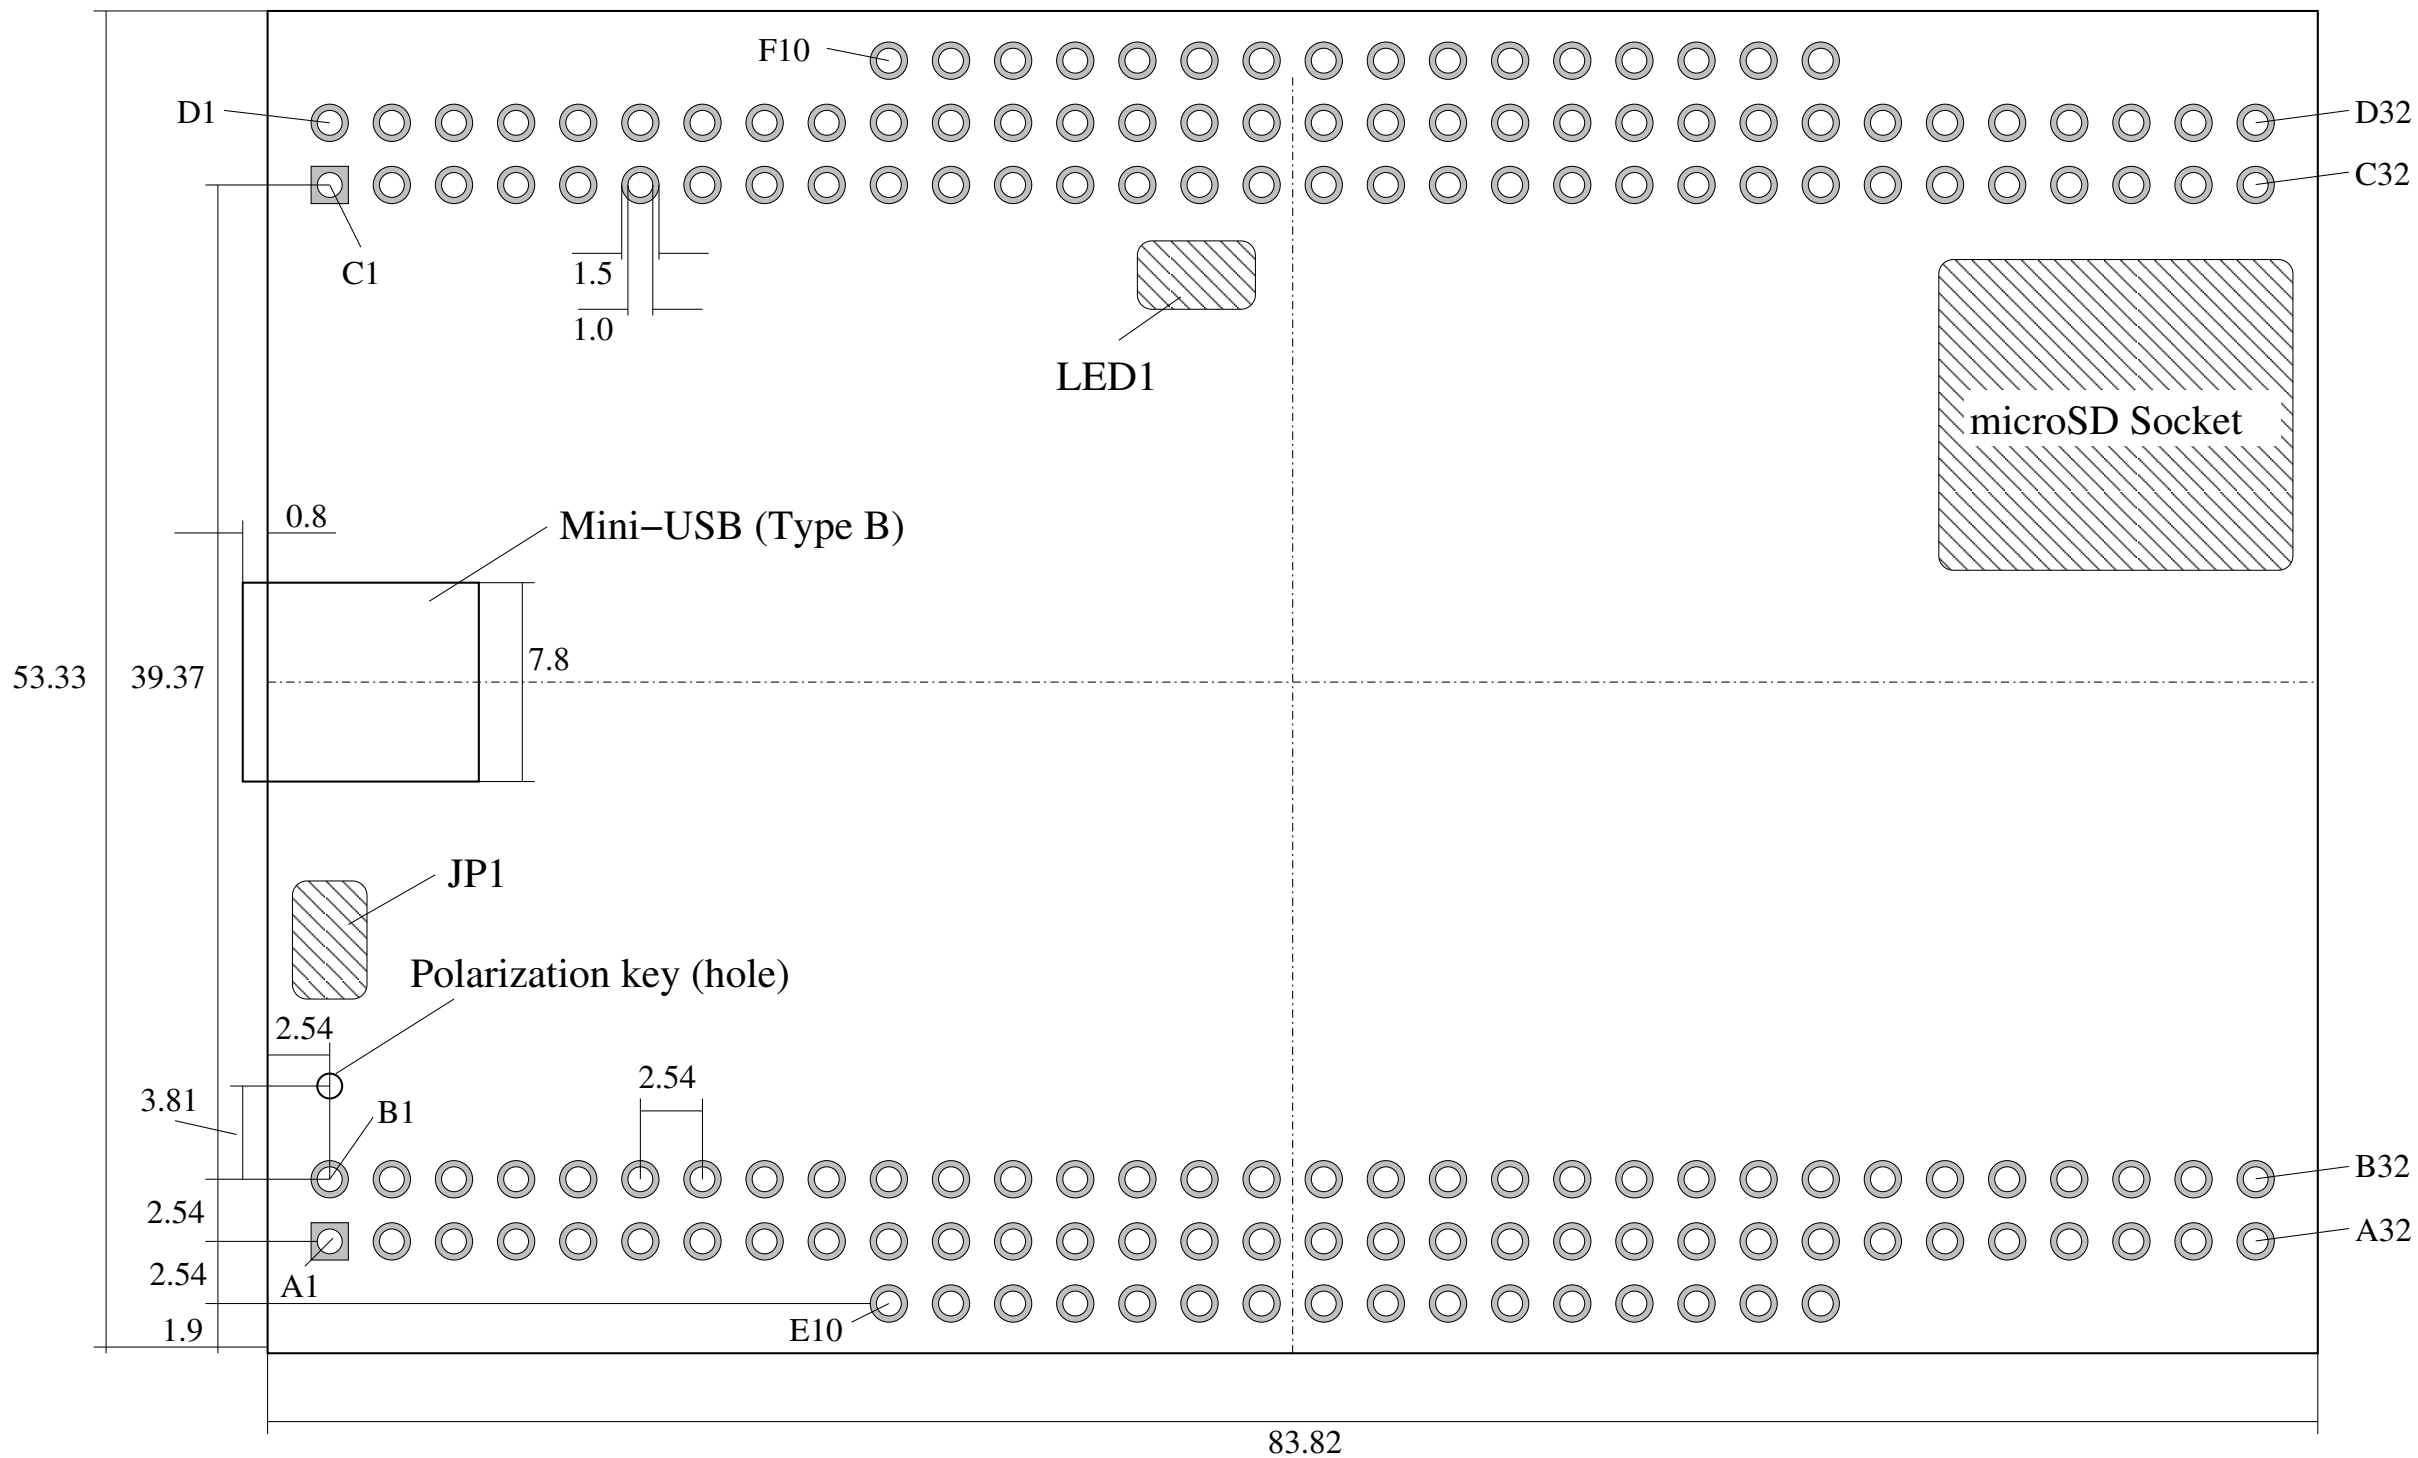 F10
D1
D32
C32
C1
1.5
1.0
LED1
microSD Socket
0.8
Mini−USB (Type B)
7.8
53.33
39.37
JP1
Polarization key (hole)
2.54
2.54
3.81
B1
B32
2.54
A32
2.54
A1
1.9
E10
83.82